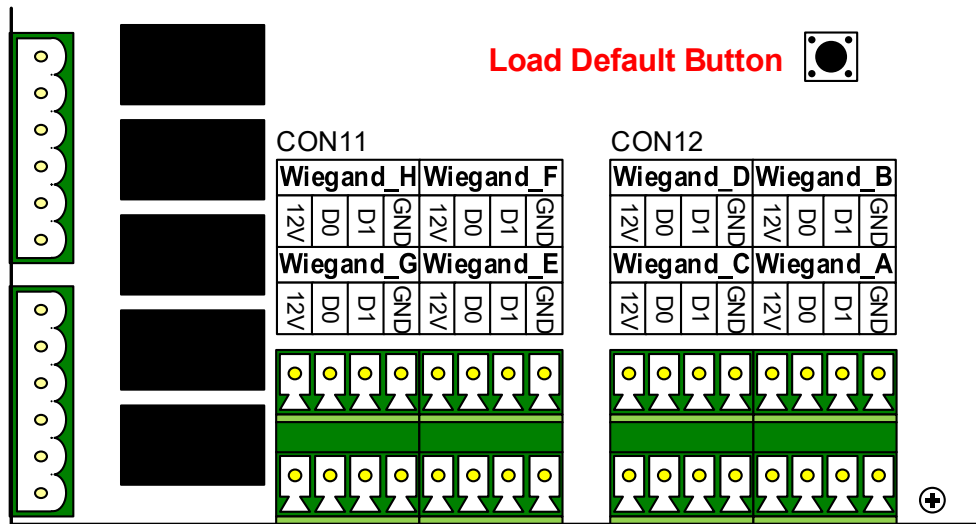 Load Default Button
CON11 CON12
Wiegand_H Wiegand_F Wiegand_D Wiegand_B
12V D0 D1 GND 12V D0 D1 GND 12V D0 D1 GND 12V D0 D1 GND
Wiegand_G Wiegand_E Wiegand_C Wiegand_A
12V D0 D1 GND 12V D0 D1 GND 12V D0 D1 GND 12V D0 D1 GND